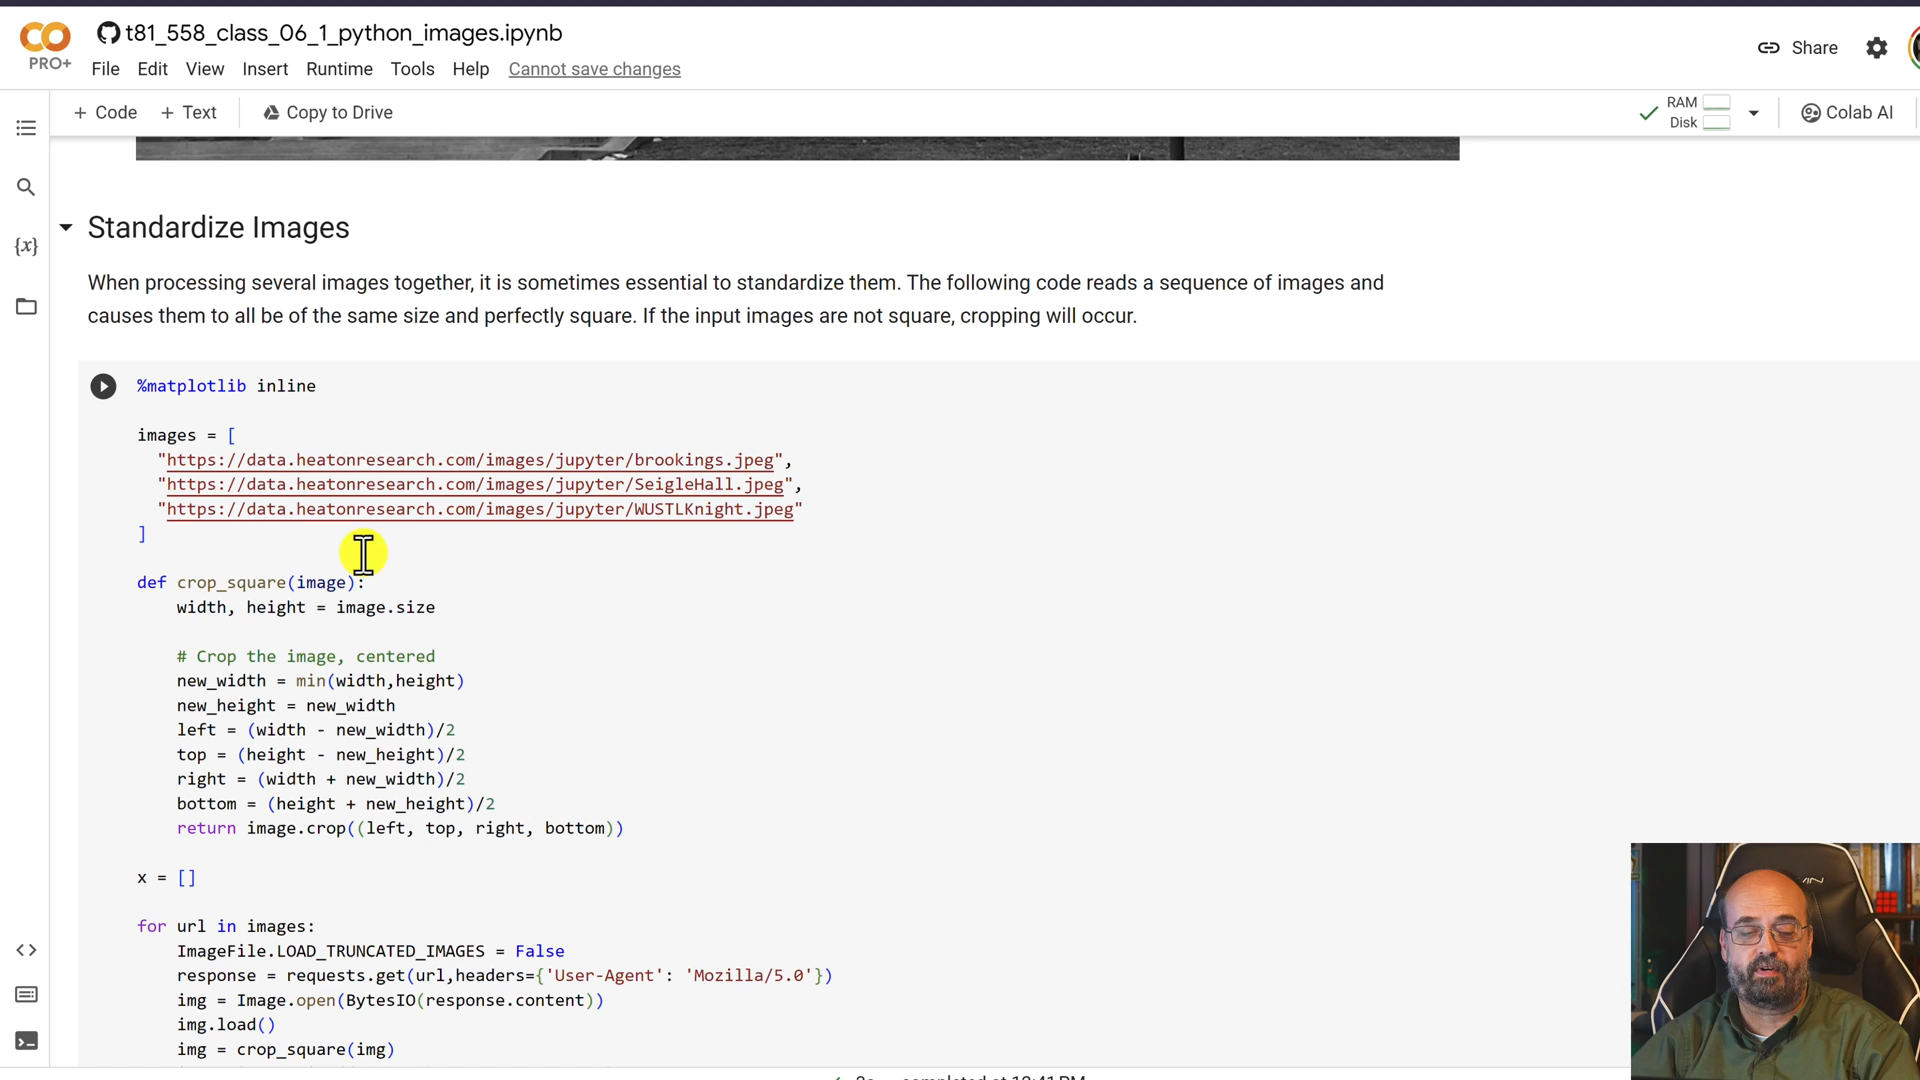 t81_558_class_06_1_python_images.ipynb
PRO+
File Edit View Insert Runtime Tools Help Cannot save changes
Share
+ Code + Text Copy to Drive
RAM
Disk
Colab AI
Standardize Images
When processing several images together, it is sometimes essential to standardize them. The following code reads a sequence of images and
causes them to all be of the same size and perfectly square. If the input images are not square, cropping will occur.
%matplotlib inline
images = [
"https://data.heatonresearch.com/images/jupyter/brookings.jpeg",
"https://data.heatonresearch.com/images/jupyter/SeigleHall.jpeg",
"https://data.heatonresearch.com/images/jupyter/WUSTLKnight.jpeg"
]
def crop_square(image):
width, height = image.size
# Crop the image, centered
new_width = min(width,height)
new_height = new_width
left = (width - new_width)/2
top = (height - new_height)/2
right = (width + new_width)/2
bottom = (height + new_height)/2
return image.crop((left, top, right, bottom))
x = []
for url in images:
ImageFile.LOAD_TRUNCATED_IMAGES = False
response = requests.get(url,headers={'User-Agent': 'Mozilla/5.0'})
img = Image.open(BytesIO(response.content))
img.load()
img = crop_square(img)